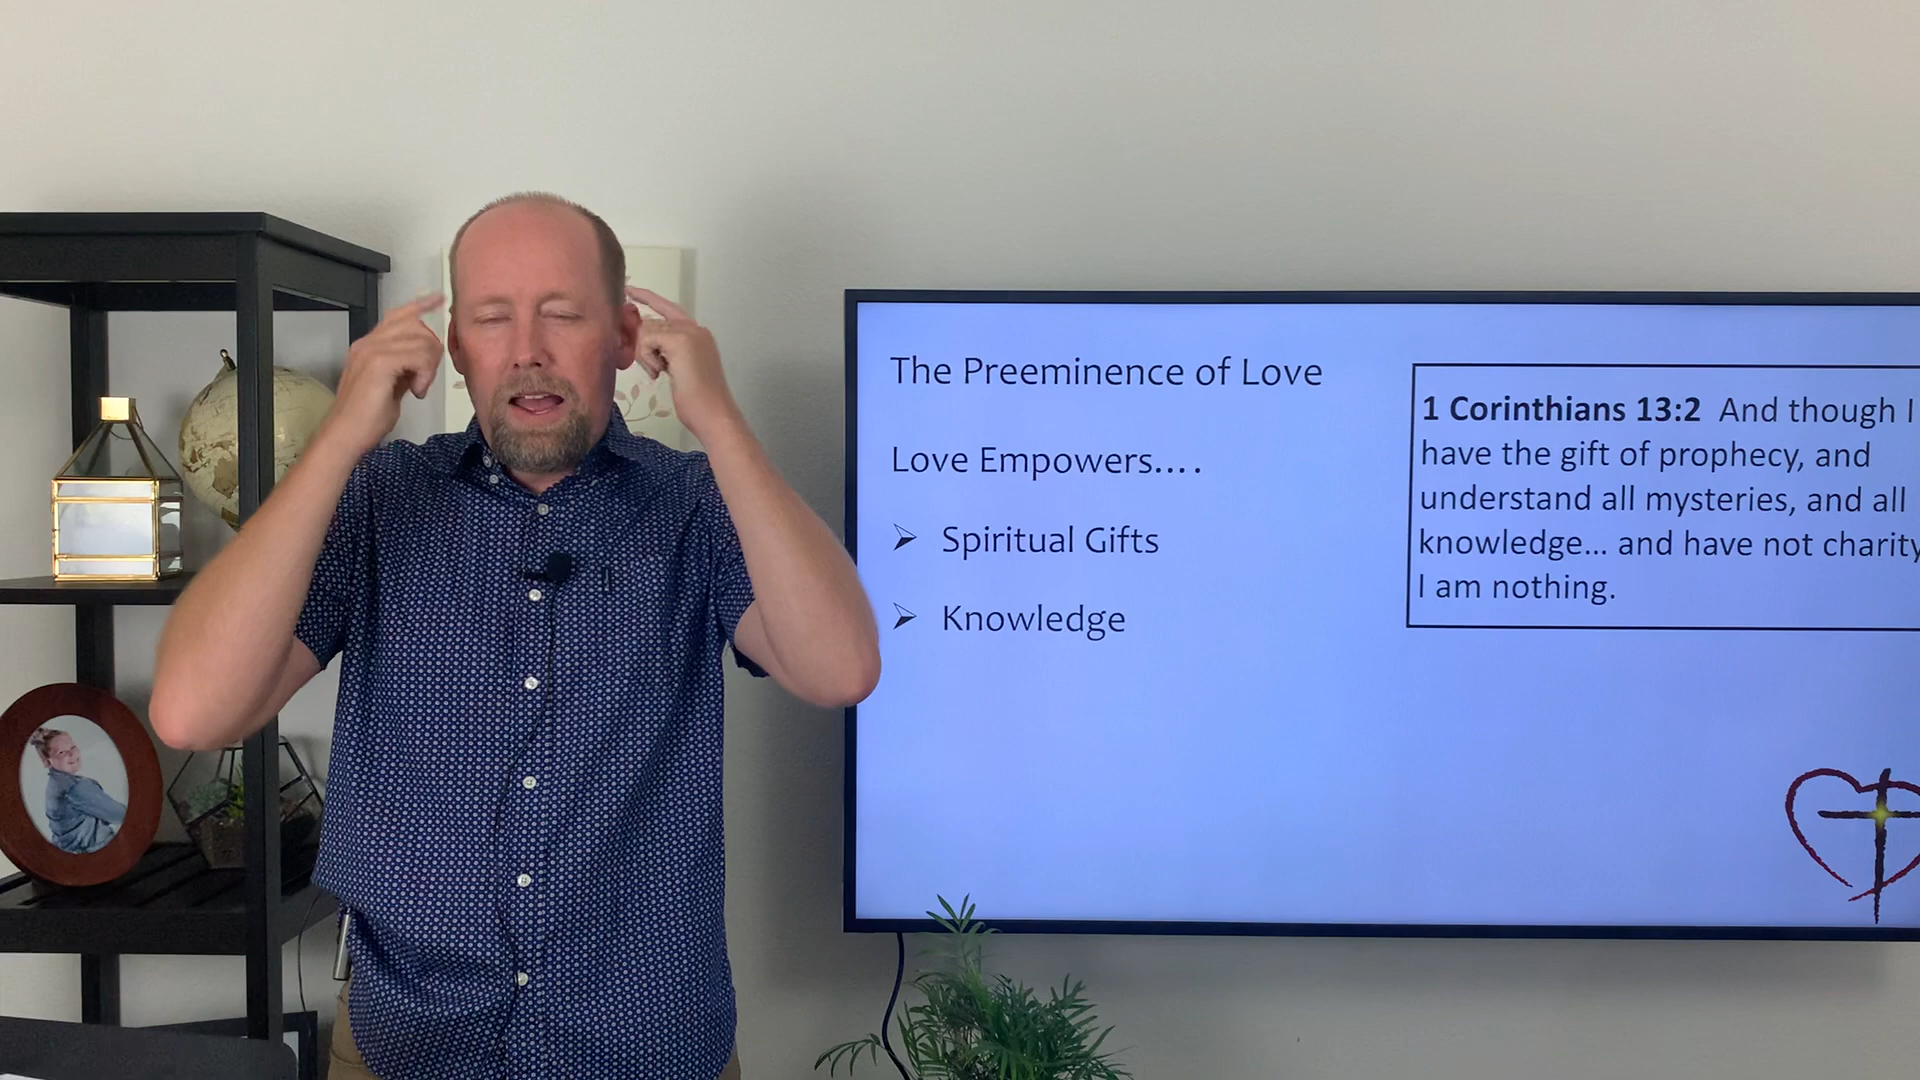 The Preeminence of Love
Love Empowers....
Spiritual Gifts
Knowledge
1 Corinthians 13:2 And though I
have the gift of prophecy, and
understand all mysteries, and all
knowledge... and have not charity
I am nothing.